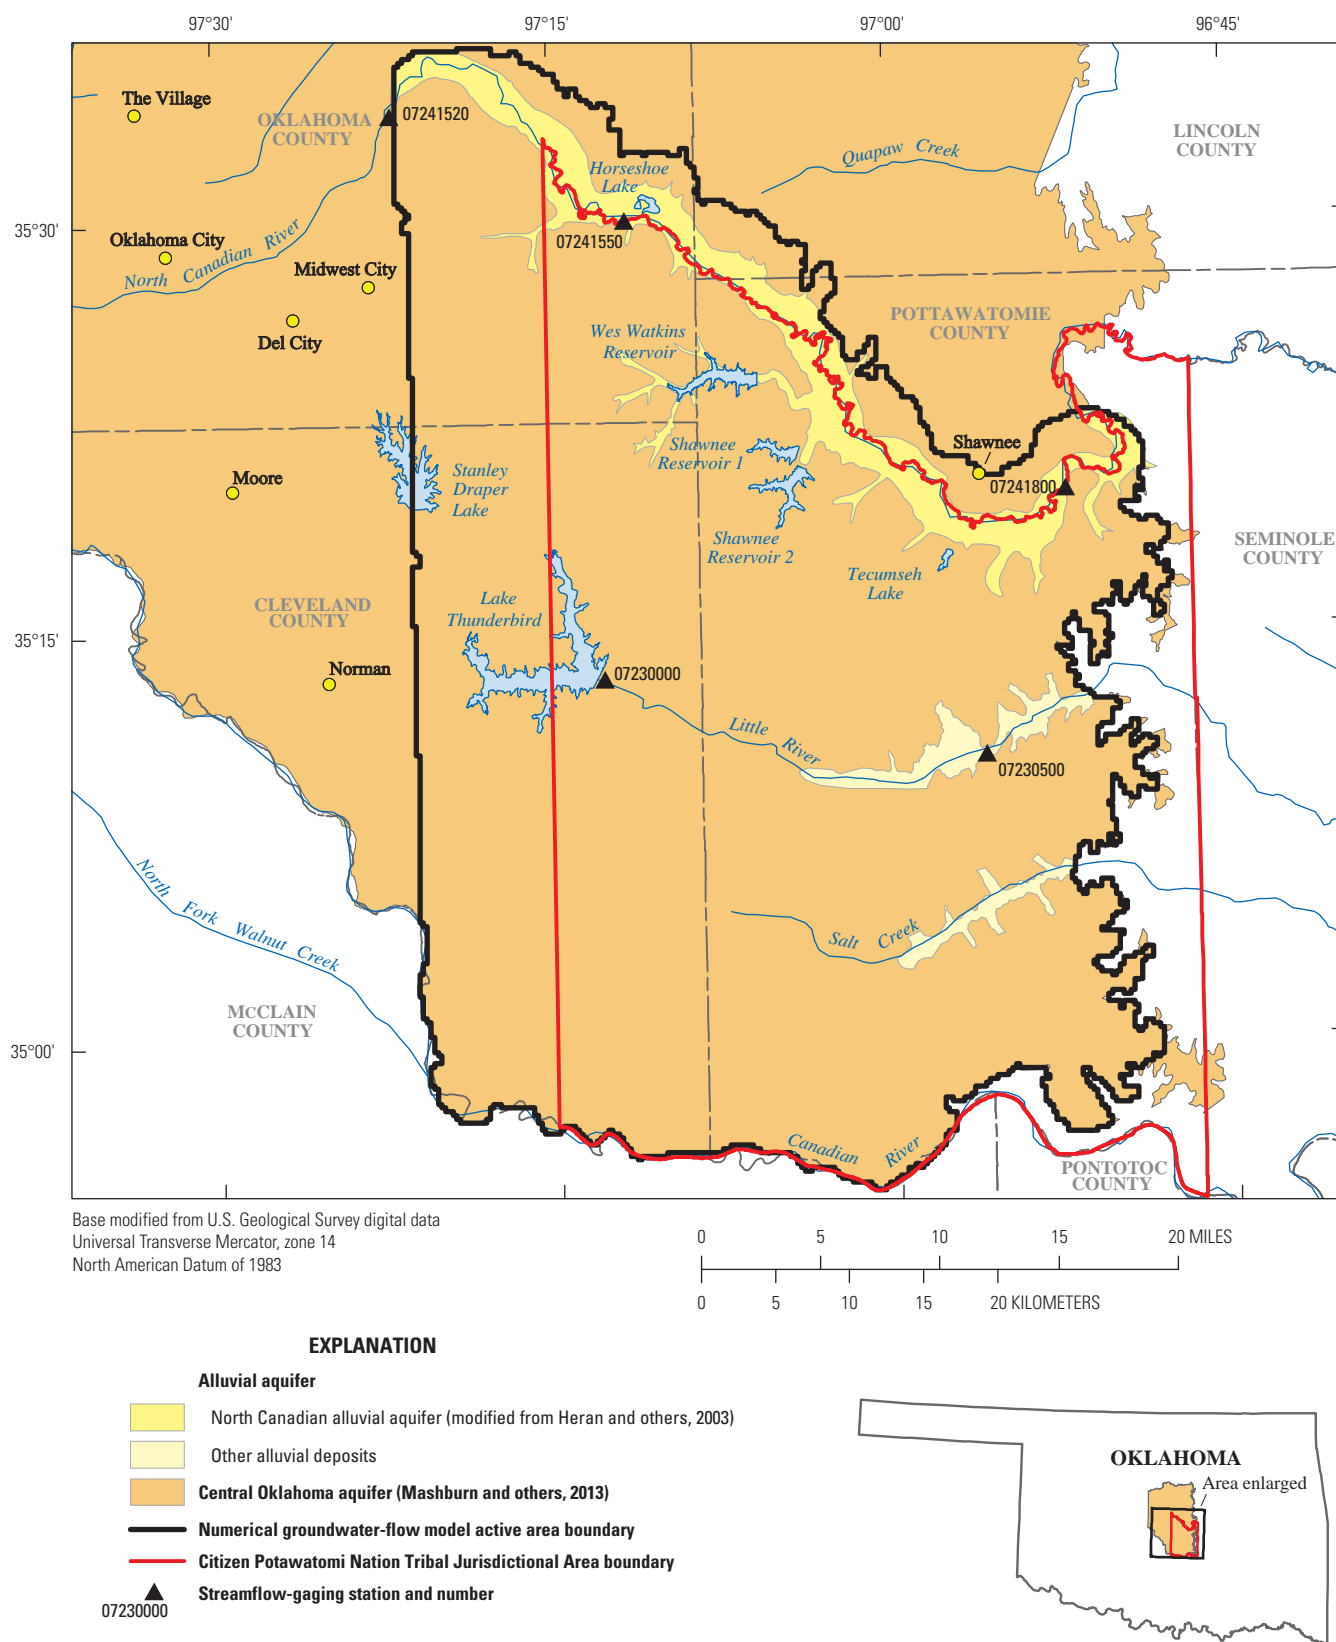 97°30'
97°15'
97°00'
96°45'
The Village
OKLAHOMA
COUNTY
07241520
LINCOLN
COUNTY
Quapaw Creek
Horseshoe
Lake
35°30'
Oklahoma City
07241550
North Canadian River
Midwest City
Del City
POTTAWATOMIE
COUNTY
Wes Watkins
Reservoir
Shawnee
Reservoir 1
Shawnee
07241800
Moore
Stanley
Draper
Lake
Shawnee
Reservoir 2
SEMINOLE
COUNTY
Tecumseh
Lake
CLEVELAND
COUNTY
Lake
Thunderbird
35°15'
Norman
07230000
Little River
07230500
North Fork Walnut Creek
Salt Creek
McCLAIN
COUNTY
35°00'
Canadian River
PONTOTOC
COUNTY
Base modified from U.S. Geological Survey digital data
Universal Transverse Mercator, zone 14
North American Datum of 1983
0 5 10 15 20 MILES
0 5 10 15 20 KILOMETERS
EXPLANATION
Alluvial aquifer
North Canadian alluvial aquifer (modified from Heran and others, 2003)
Other alluvial deposits
Central Oklahoma aquifer (Mashburn and others, 2013)
Numerical groundwater-flow model active area boundary
Citizen Potawatomi Nation Tribal Jurisdictional Area boundary
Streamflow-gaging station and number
07230000
OKLAHOMA
Area enlarged